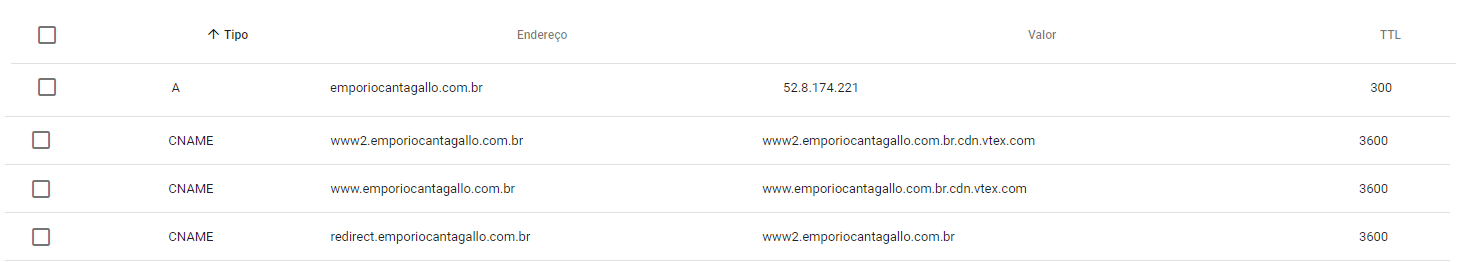 Tipo Endereço Valor TTL
A emporiocantagallo.com.br 52.8.174.221 300
CNAME www2.emporiocantagallo.com.br www2.emporiocantagallo.com.br.cdn.vtex.com 3600
CNAME www.emporiocantagallo.com.br www.emporiocantagallo.com.br.cdn.vtex.com 3600
CNAME redirect.emporiocantagallo.com.br www2.emporiocantagallo.com.br 3600